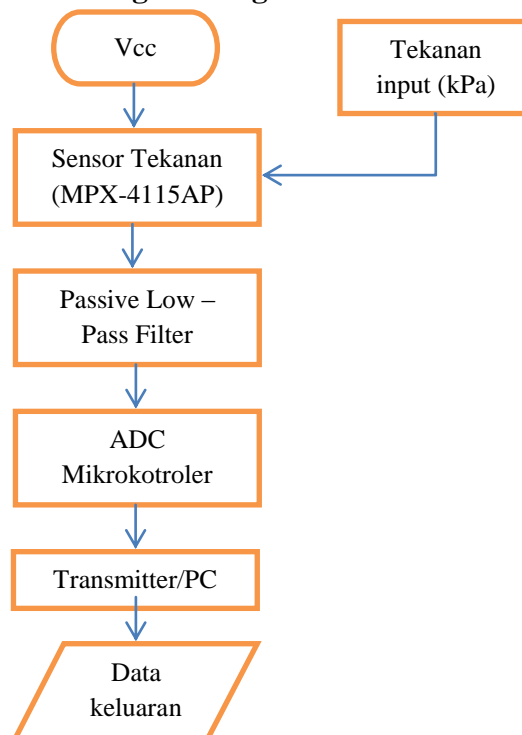 Vcc
Tekanan
input (kPa)
Sensor Tekanan
(MPX-4115AP)
Passive Low –
Pass Filter
ADC
Mikrokotroler
Transmitter/PC
Data
keluaran